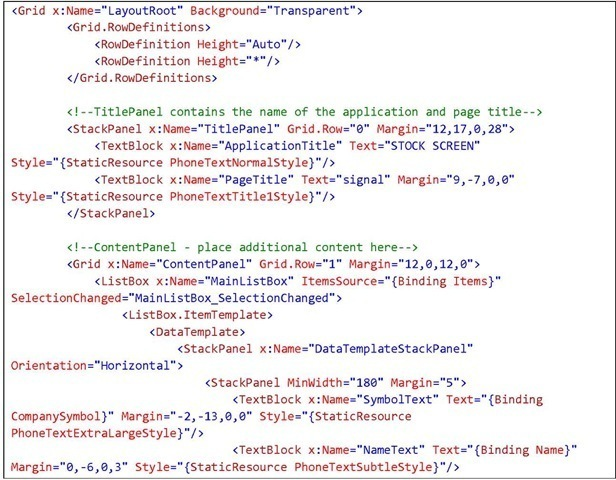 <Grid x:Name="LayoutRoot" Background="Transparent">
<Grid.RowDefinitions>
<RowDefinition Height="Auto"/>
<RowDefinition Height="*"/>
</Grid.RowDefinitions>
<!--TitlePanel contains the name of the application and page title-->
<StackPanel x:Name="TitlePanel" Grid.Row="0" Margin="12,17,0,28">
<TextBlock x:Name="ApplicationTitle" Text="STOCK SCREEN"
Style="{StaticResource PhoneTextNormalStyle}"/>
<TextBlock x:Name="PageTitle" Text="signal" Margin="9,-7,0,0"
Style="{StaticResource PhoneTextTitle1Style}"/>
</StackPanel>
<!--ContentPanel - place additional content here-->
<Grid x:Name="ContentPanel" Grid.Row="1" Margin="12,0,12,0">
<ListBox x:Name="MainListBox" ItemsSource="{Binding Items}"
SelectionChanged="MainListBox_SelectionChanged">
<ListBox.ItemTemplate>
<DataTemplate>
<StackPanel x:Name="DataTemplateStackPanel"
Orientation="Horizontal">
<StackPanel MinWidth="180" Margin="5">
<TextBlock x:Name="SymbolText" Text="{Binding
CompanySymbol}" Margin="-2,-13,0,0" Style="{StaticResource
PhoneTextExtraLargeStyle}"/>
<TextBlock x:Name="NameText" Text="{Binding Name}"
Margin="0,-6,0,3" Style="{StaticResource PhoneTextSubtleStyle}"/>